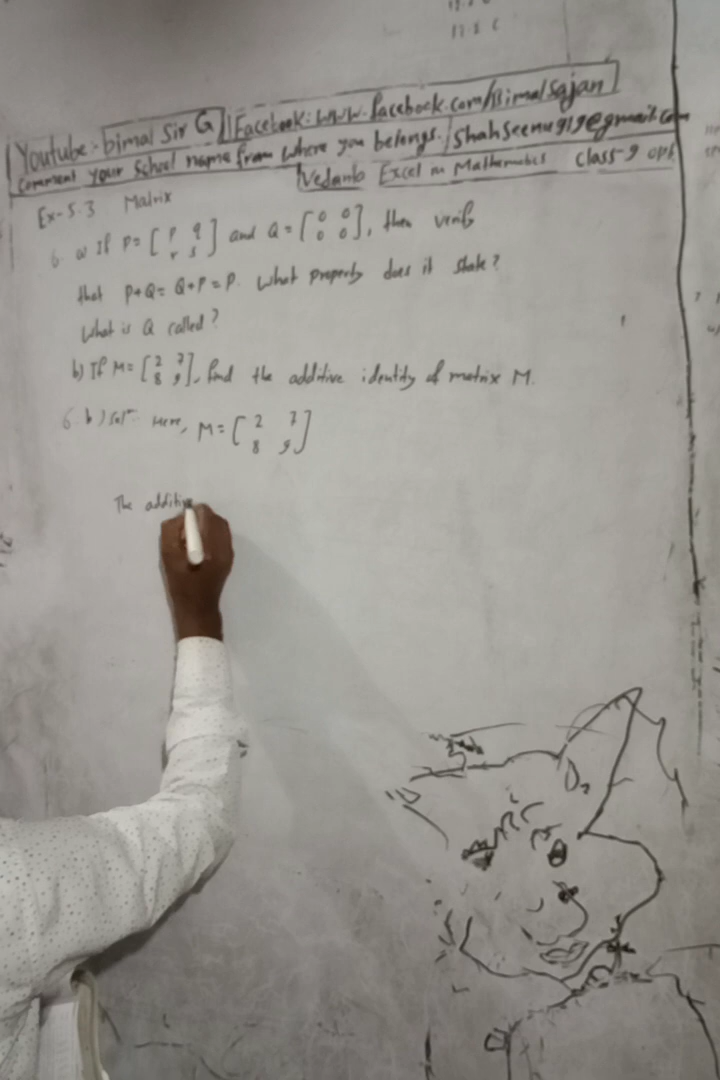 Youtube:- bimal Sir G || Facebook: www.facebook.com/Bimalsajan
comment your School name from where you belongs. / Shahseenu919@gmail.com
Vedanta Excel in Mathematics class-9 opt.
Ex-5.3 Matrix
6. a) If P = [ p q r s ] and Q = [ 0 0 0 0 ], then verify
that P+Q = Q+P = P. What property does it state?
What is Q called?
b) If M = [ 2 7 8 9 ], find the additive identity of matrix M.
6. b) Solⁿ: Here, M = [ 2 7 8 9 ]
The additive